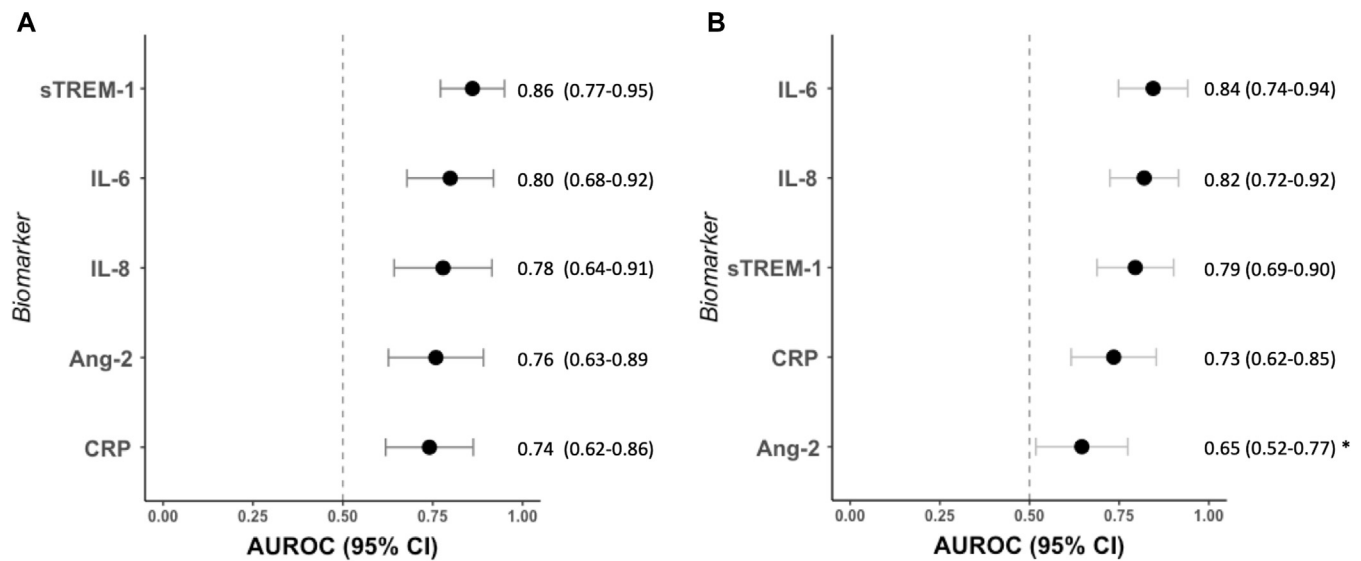 A
Biomarker
sTREM-1
0.86 (0.77-0.95)
IL-6
0.80 (0.68-0.92)
IL-8
0.78 (0.64-0.91)
Ang-2
0.76 (0.63-0.89
CRP
0.74 (0.62-0.86)
0.00 0.25 0.50 0.75 1.00
AUROC (95% CI)
B
Biomarker
IL-6
0.84 (0.74-0.94)
IL-8
0.82 (0.72-0.92)
sTREM-1
0.79 (0.69-0.90)
CRP
0.73 (0.62-0.85)
Ang-2
0.65 (0.52-0.77) *
0.00 0.25 0.50 0.75 1.00
AUROC (95% CI)